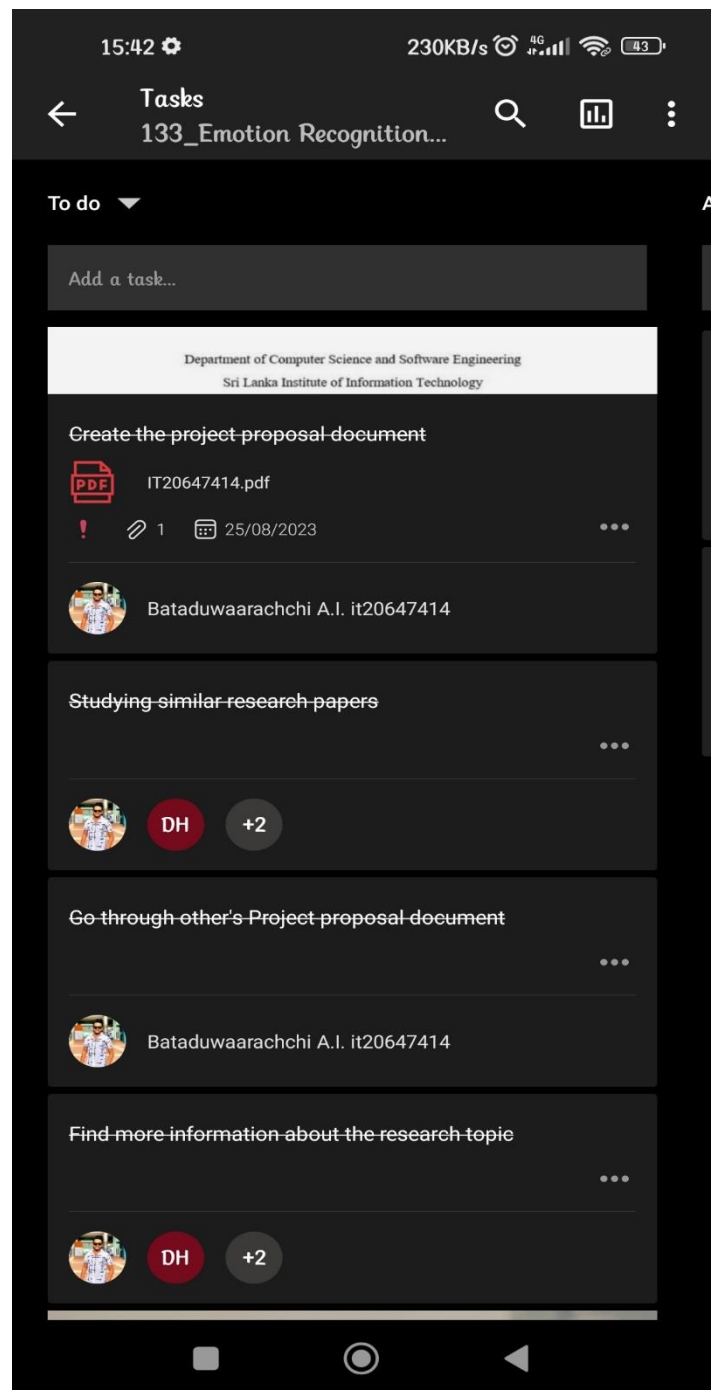 15:42
230KB/s 4G 43
Tasks
133_Emotion Recognition...
To do
A
Add a task...
Department of Computer Science and Software Engineering
Sri Lanka Institute of Information Technology
Create the project proposal document
PDF IT20647414.pdf
! 1 25/08/2023
Bataduwaarachchi A.I. it20647414
Studying similar research papers
DH +2
Go through other's Project proposal document
Bataduwaarachchi A.I. it20647414
Find more information about the research topic
DH +2